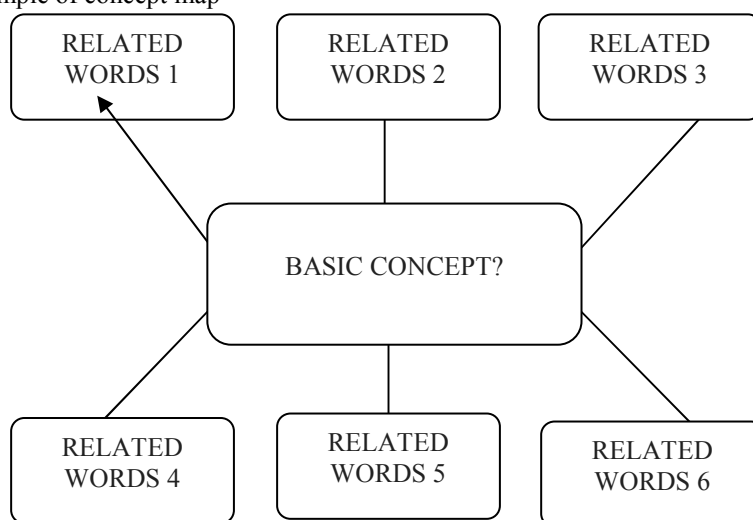 of concept map
RELATED
WORDS 1
RELATED
WORDS 2
RELATED
WORDS 3
BASIC CONCEPT?
RELATED
WORDS 4
RELATED
WORDS 5
RELATED
WORDS 6